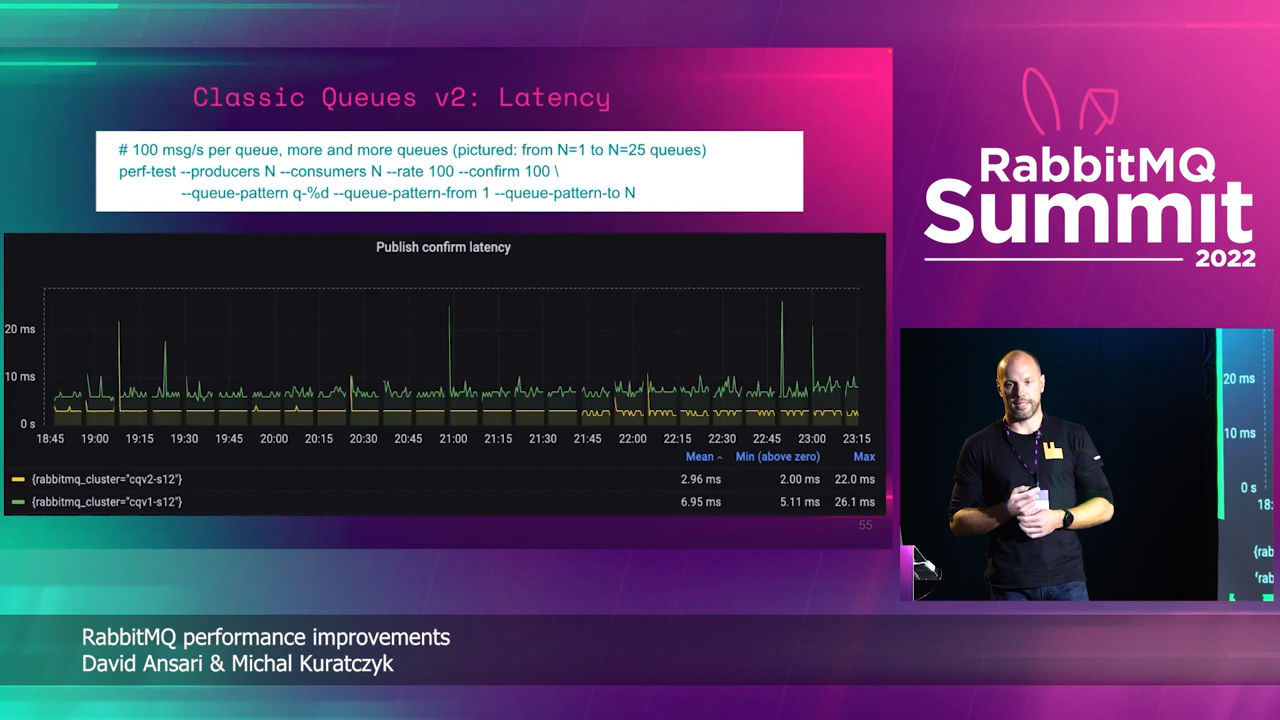 Classic Queues v2: Latency
# 100 msg/s per queue, more and more queues (pictured: from N=1 to N=25 queues)
perf-test --producers N --consumers N --rate 100 --confirm 100 \
--queue-pattern q-%d --queue-pattern-from 1 --queue-pattern-to N
Publish confirm latency
20 ms
10 ms
0 s
18:45 19:00 19:15 19:30 19:45 20:00 20:15 20:30 20:45 21:00 21:15 21:30 21:45 22:00 22:15 22:30 22:45 23:00 23:15
Mean Min (above zero) Max
{rabbitmq_cluster="cqv2-s12"} 2.96 ms 2.00 ms 22.0 ms
{rabbitmq_cluster="cqv1-s12"} 6.95 ms 5.11 ms 26.1 ms
55
RabbitMQ
Summit
2022
20 ms
10 ms
0 s
18:
{rab
{rab
RabbitMQ performance improvements
David Ansari & Michal Kuratczyk